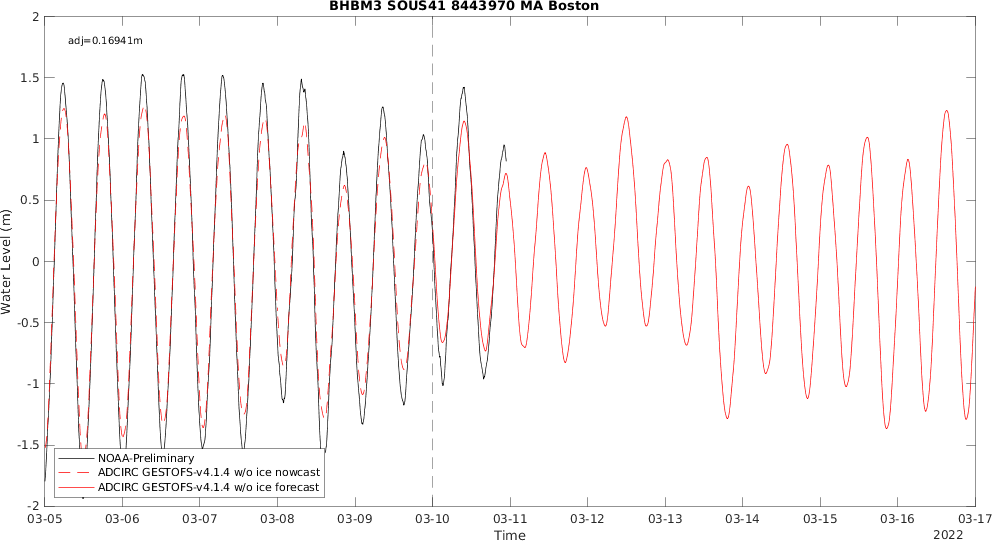 BHBM3 SOUS41 8443970 MA Boston
adj=0.16941m
Water Level (m)
2
1.5
1
0.5
0
-0.5
-1
-1.5
-2
NOAA-Preliminary
ADCIRC GESTOFS-v4.1.4 w/o ice nowcast
ADCIRC GESTOFS-v4.1.4 w/o ice forecast
03-05 03-06 03-07 03-08 03-09 03-10 03-11 03-12 03-13 03-14 03-15 03-16 03-17
Time
2022